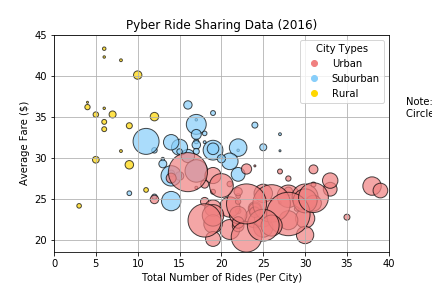 Pyber Ride Sharing Data (2016)
45
40
35
30
25
20
Average Fare ($)
0 5 10 15 20 25 30 35 40
Total Number of Rides (Per City)
City Types
Urban
Suburban
Rural
Note:
Circle